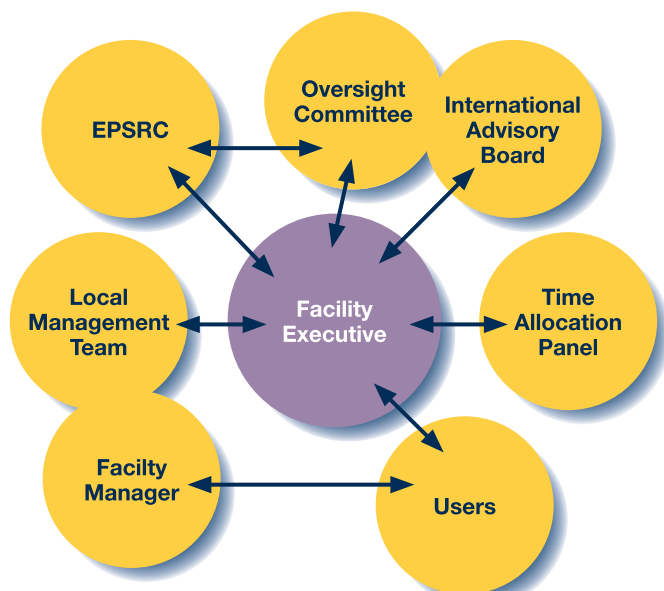 EPSRC
Oversight
Committee
International
Advisory
Board
Local
Management
Team
Facility
Executive
Time
Allocation
Panel
Facilty
Manager
Users